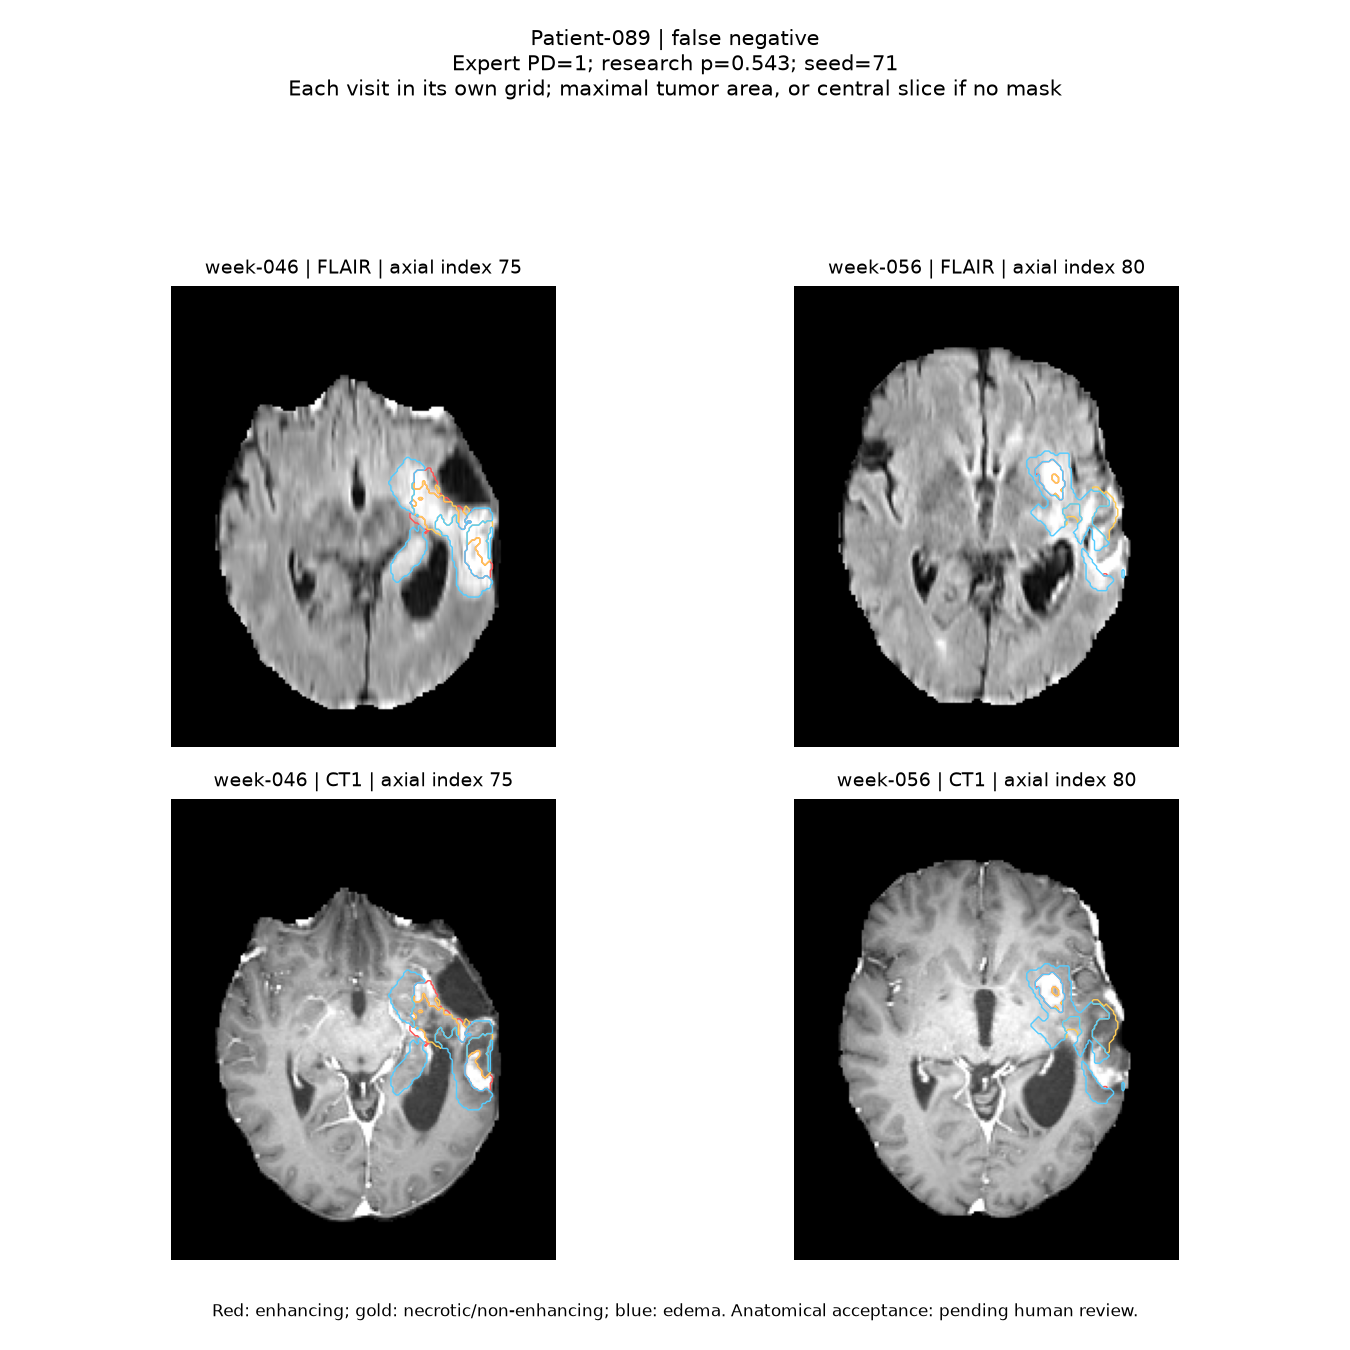 Patient-089 | false negative
Expert PD=1; research p=0.543; seed=71
Each visit in its own grid; maximal tumor area, or central slice if no mask
week-046 | FLAIR | axial index 75
week-056 | FLAIR | axial index 80
week-046 | CT1 | axial index 75
week-056 | CT1 | axial index 80
Red: enhancing; gold: necrotic/non-enhancing; blue: edema. Anatomical acceptance: pending human review.